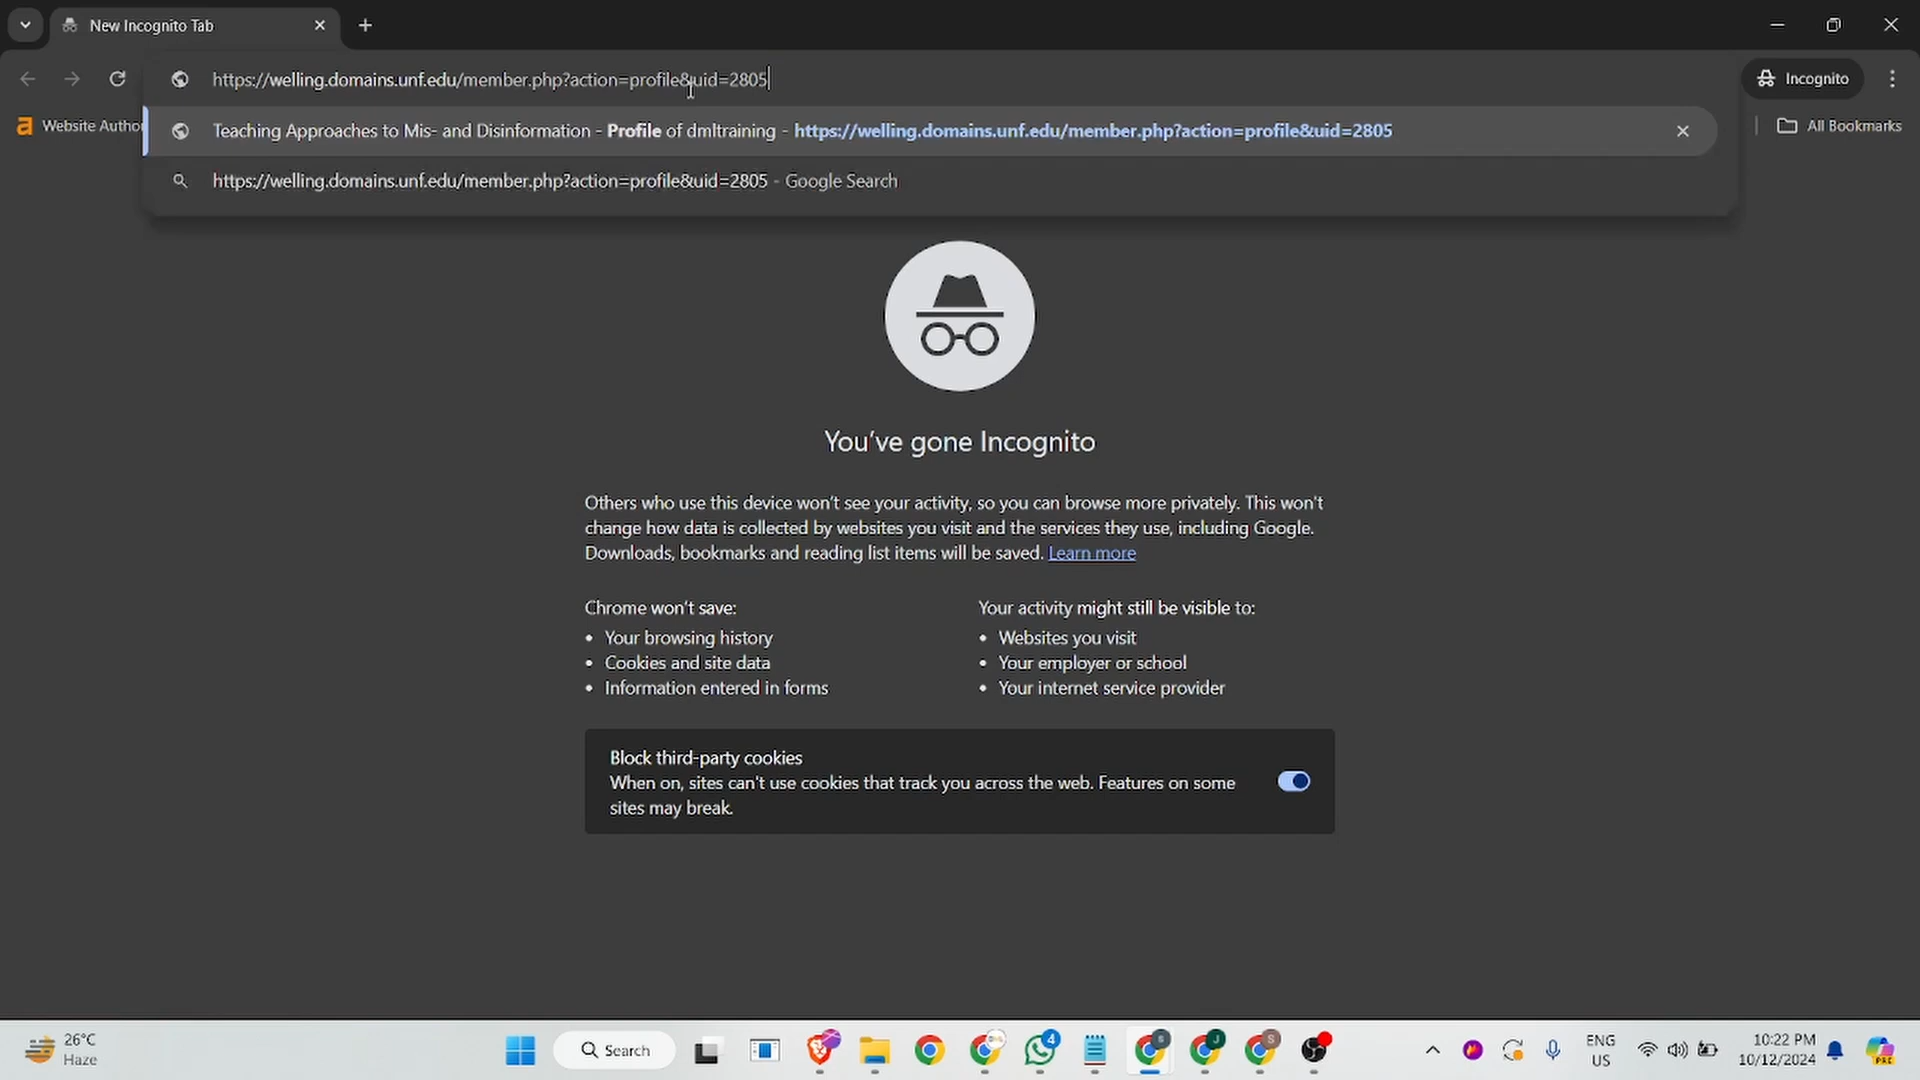 New Incognito Tab
https://welling.domains.unf.edu/member.php?action=profile&uid=2805
Incognito
Website Author
Teaching Approaches to Mis- and Disinformation - Profile of dmltraining - https://welling.domains.unf.edu/member.php?action=profile&uid=2805
All Bookmarks
https://welling.domains.unf.edu/member.php?action=profile&uid=2805 - Google Search
You've gone Incognito
Others who use this device won't see your activity, so you can browse more privately. This won't
change how data is collected by websites you visit and the services they use, including Google.
Downloads, bookmarks and reading list items will be saved. Learn more
Chrome won't save:
Your activity might still be visible to:
• Your browsing history
• Websites you visit
• Cookies and site data
• Your employer or school
• Information entered in forms
• Your internet service provider
Block third-party cookies
When on, sites can't use cookies that track you across the web. Features on some
sites may break.
26°C
Haze
Search
4
J
S
ENG
US
10:22 PM
10/12/2024
PRE